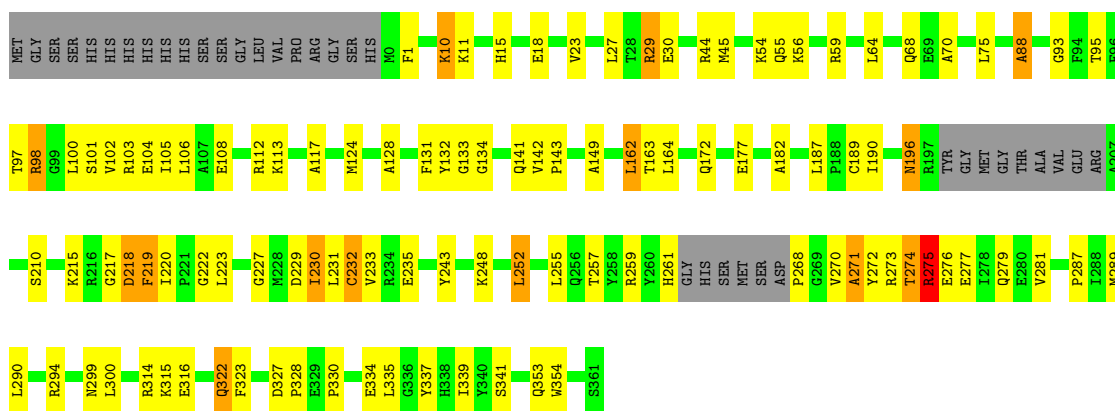 MET GLY SER SER HIS HIS HIS HIS HIS HIS SER SER GLY LEU VAL PRO ARG GLY SER HIS M0 F1 K10 K11 H15 E18 V23 L27 T28 R29 E30 R44 M45 K54 Q55 K56 R59 L64 Q68 E69 A70 L75 A88 G93 F94 T95 E96
T97 R98 G99 L100 S101 V102 R103 E104 I105 L106 A107 E108 R112 K113 A117 M124 A128 F131 Y132 G133 G134 Q141 V142 P143 A149 L162 T163 L164 Q172 E177 A182 L187 P188 C189 I190 N196 R197 TYR GLY MET GLY THR ALA VAL GLU ARG A207
S210 K215 R216 G217 D218 F219 I220 P221 G222 L223 G227 M228 D229 I230 L231 C232 V233 R234 E235 Y243 K248 L252 L255 Q256 T257 Y258 R259 Y260 H261 GLY HIS SER MET SER ASP P268 G269 V270 A271 Y272 R273 T274 R275 E276 E277 I278 Q279 E280 V281 P287 I288 M289
L290 R294 N299 L300 R314 K315 E316 Q322 F323 D327 P328 E329 P330 E334 L335 G336 Y337 H338 I339 Y340 S341 Q353 W354 S361